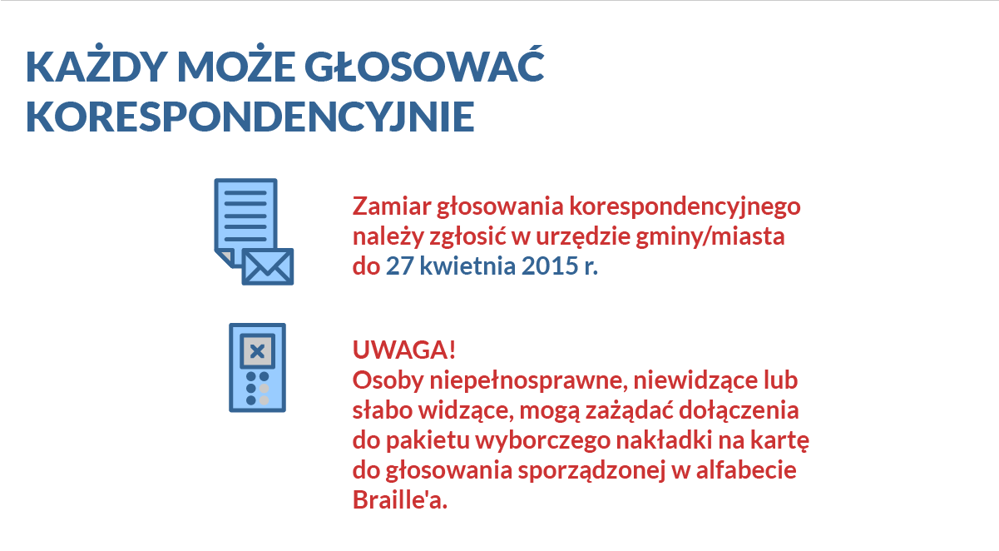 KAŻDY MOŻE GŁOSOWAĆ
KORESPONDENCYJNIE
Zamiar głosowania korespondencyjnego
należy zgłosić w urzędzie gminy/miasta
do 27 kwietnia 2015 r.
UWAGA!
Osoby niepełnosprawne, niewidzące lub
słabo widzące, mogą zażądać dołączenia
do pakietu wyborczego nakładki na kartę
do głosowania sporządzonej w alfabecie
Braille'a.